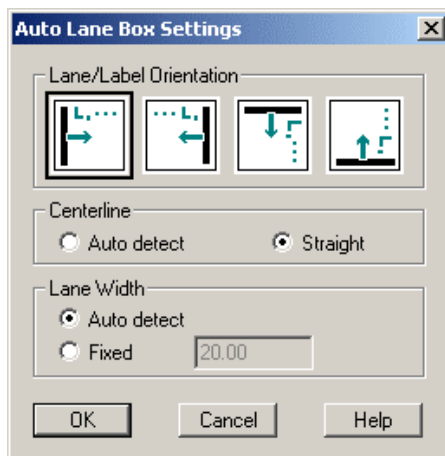 Auto Lane Box Settings
Lane/Label Orientation
L, L,
Centerline
Auto detect Straight
Lane Width
Auto detect
Fixed 20.00
OK Cancel Help